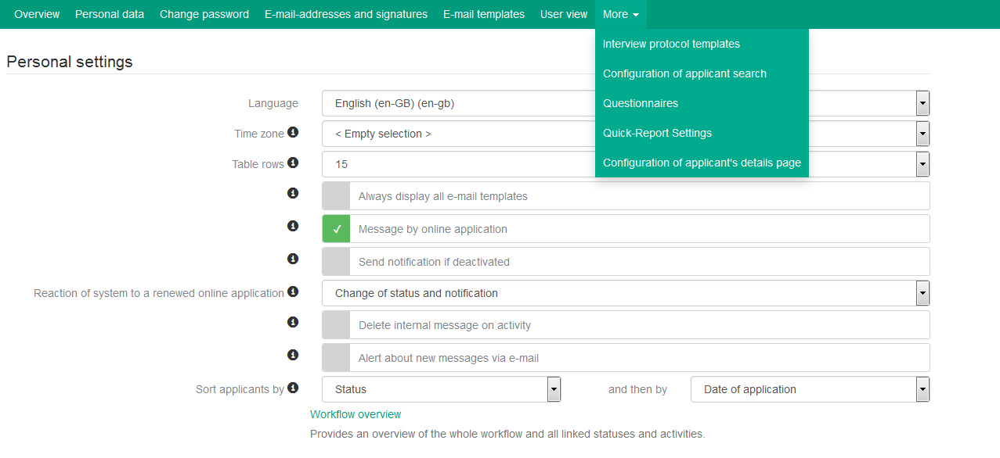 Overview Personal data Change password E-mail-addresses and signatures E-mail templates User view More
Interview protocol templates
Configuration of applicant search
Questionnaires
Quick-Report Settings
Configuration of applicant's details page
Personal settings
Language English (en-GB) (en-gb)
Time zone < Empty selection >
Table rows 15
Always display all e-mail templates
Message by online application
Send notification if deactivated
Reaction of system to a renewed online application Change of status and notification
Delete internal message on activity
Alert about new messages via e-mail
Sort applicants by Status and then by Date of application
Workflow overview
Provides an overview of the whole workflow and all linked statuses and activities.